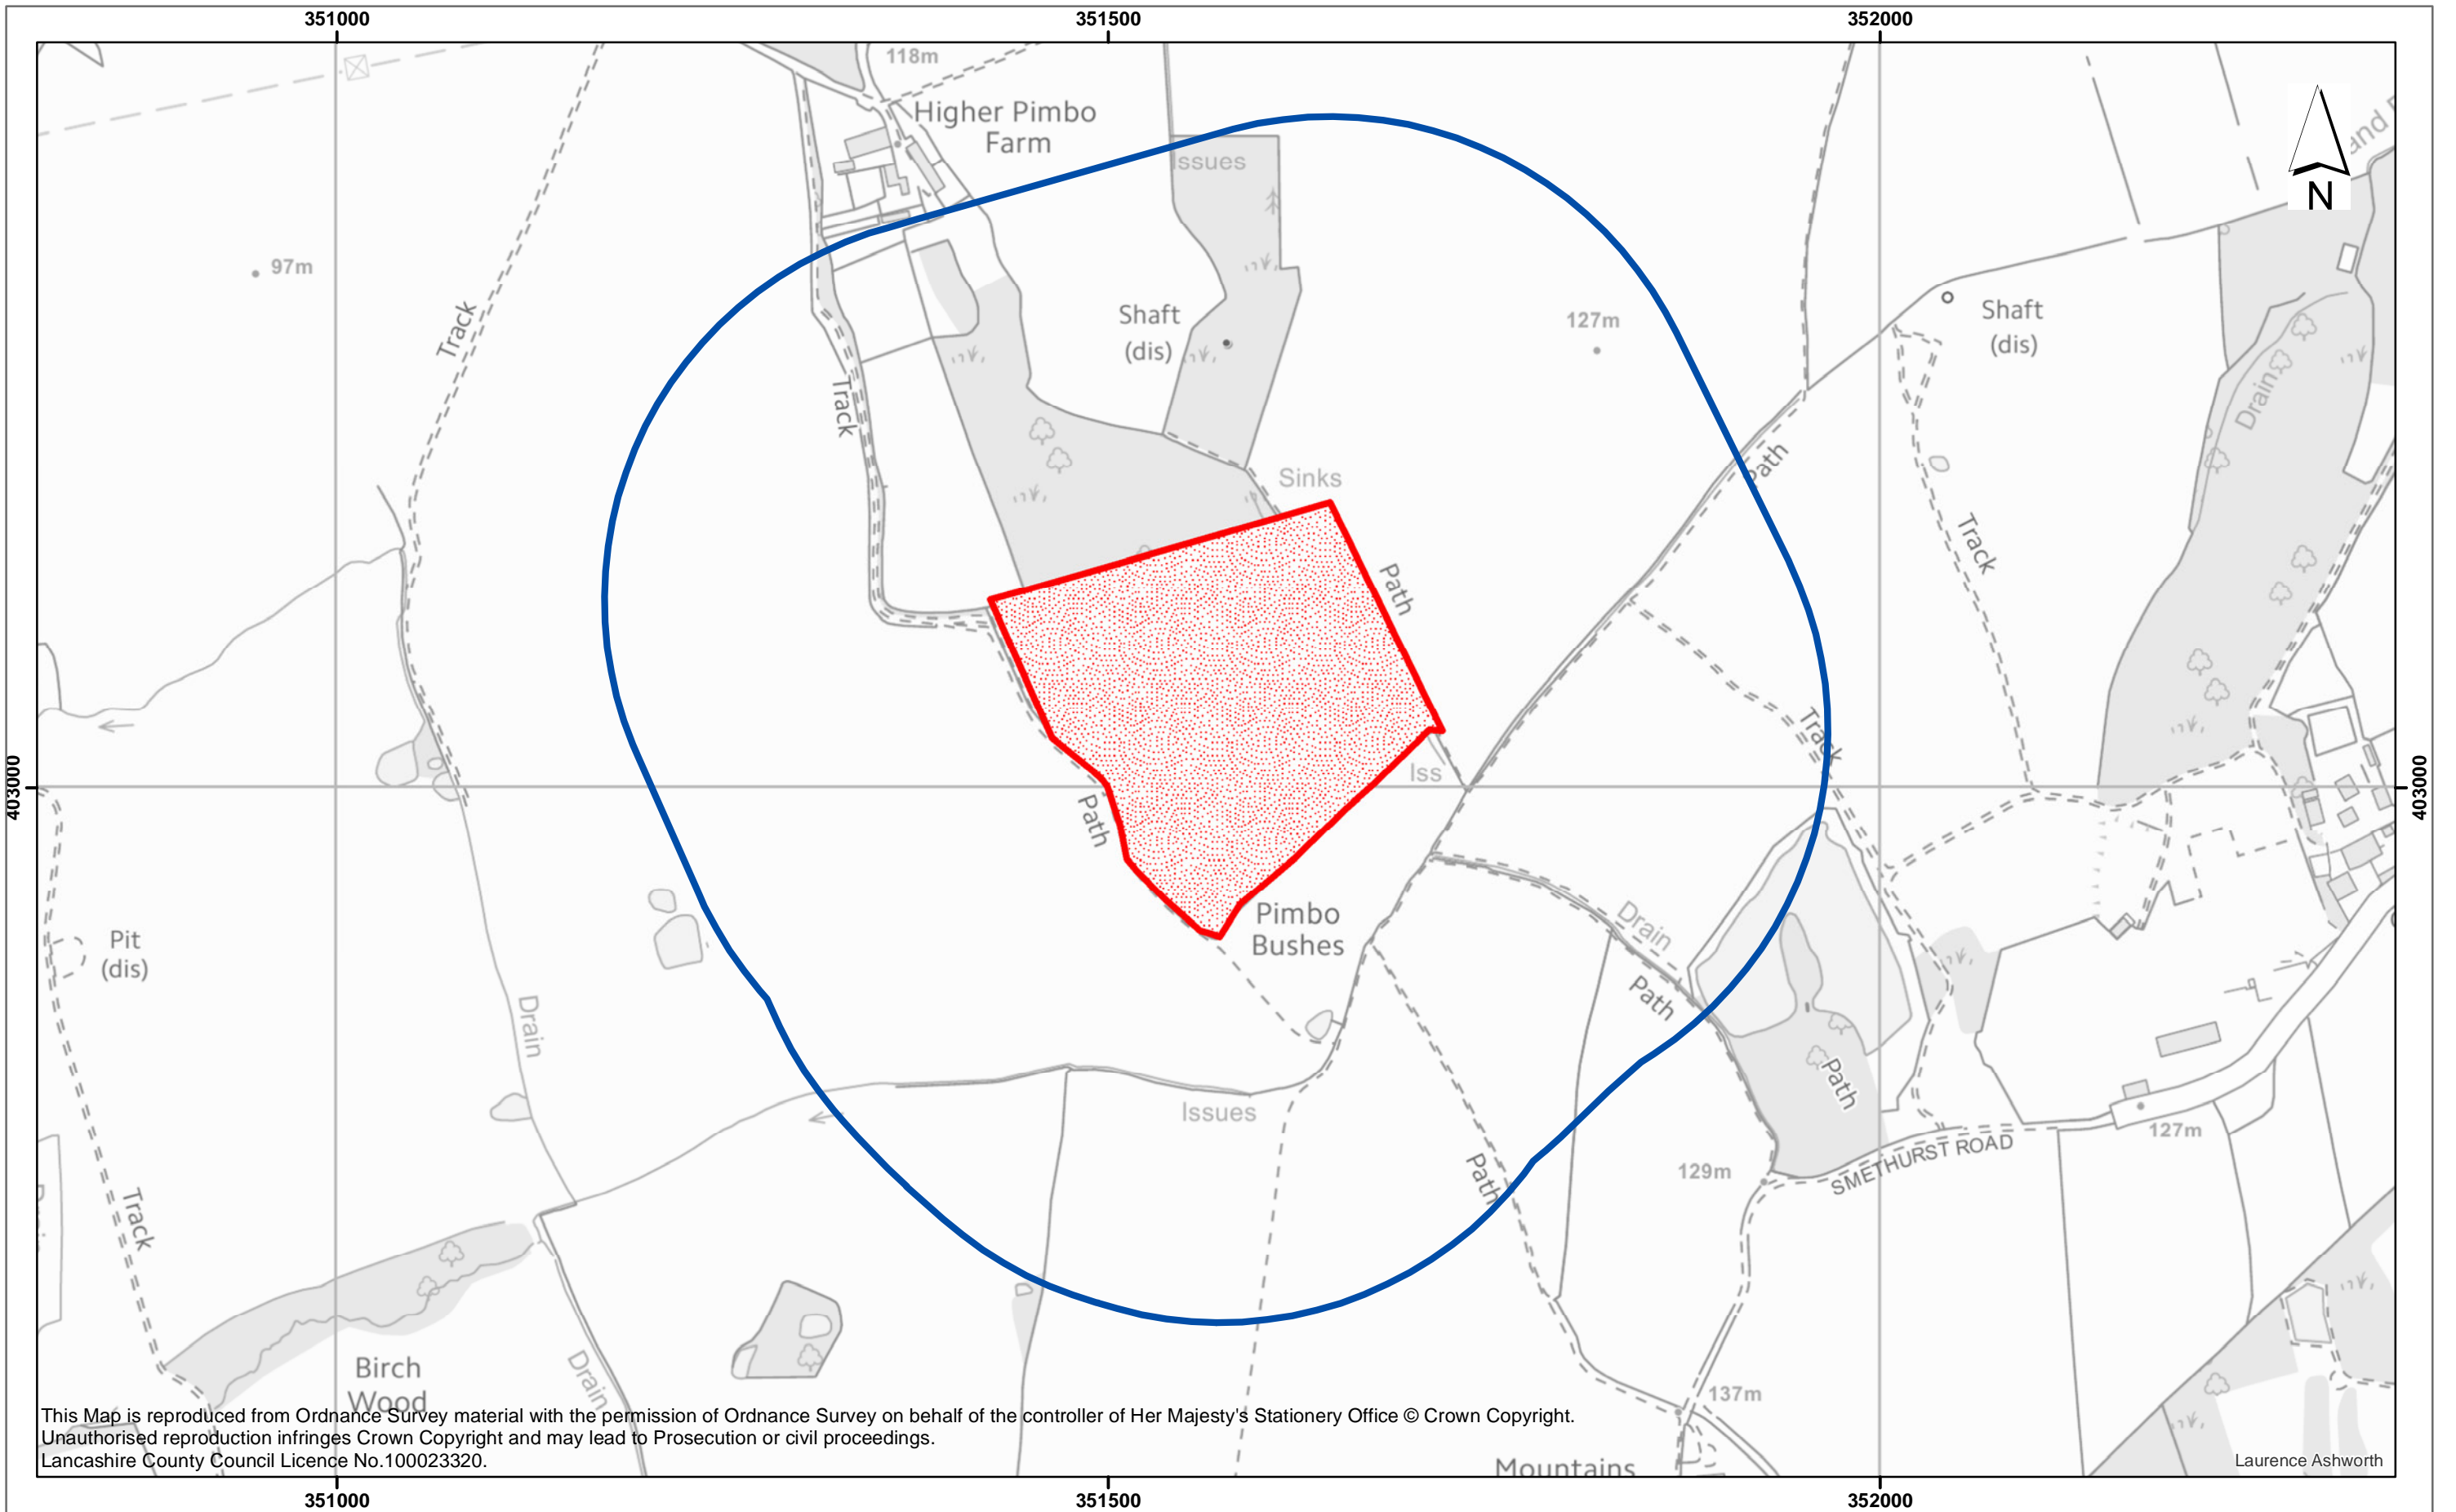 351000
351500
352000
118m
Higher Pimbo
Farm
Issues
N
97m
Track
Shaft
(dis)
127m
Shaft
(dis)
Drain
Track
Path
Sinks
Track
Path
Track
403000
Iss
403000
Path
Pimbo
Bushes
Drain
Pit
(dis)
Path
Drain
Path
Issues
127m
SMETHURST ROAD
129m
Path
Track
Birch
Wood
Drain
137m
Mountains
This Map is reproduced from Ordnance Survey material with the permission of Ordnance Survey on behalf of the controller of Her Majesty's Stationery Office © Crown Copyright.
Unauthorised reproduction infringes Crown Copyright and may lead to Prosecution or civil proceedings.
Lancashire County Council Licence No.100023320.
Laurence Ashworth
351000
351500
352000